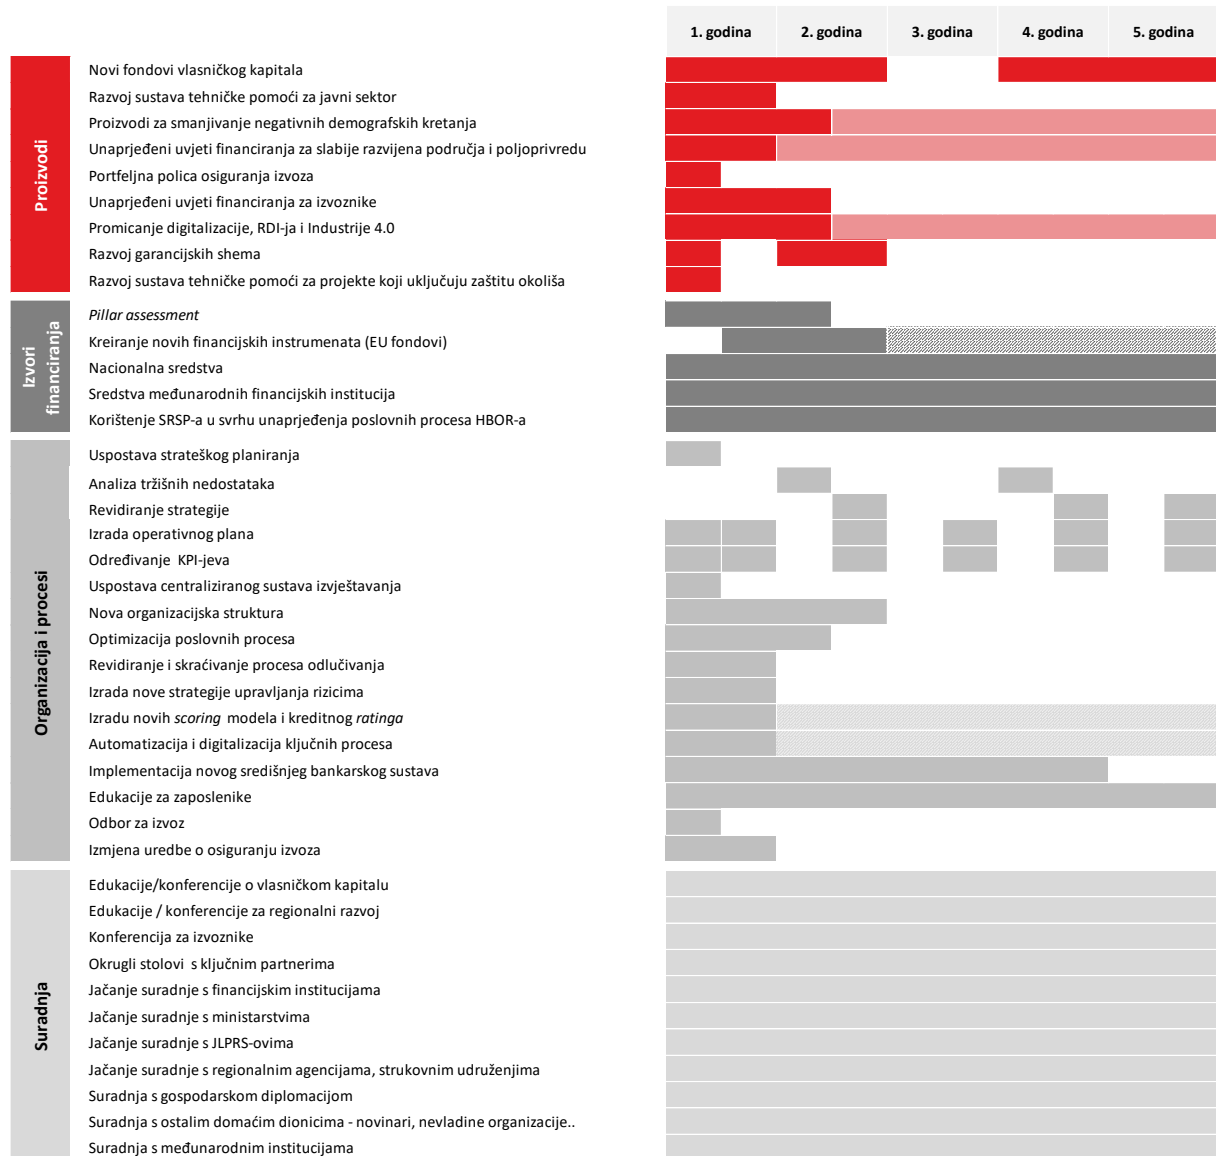 1. godina 2. godina 3. godina 4. godina 5. godina
Proizvodi
Novi fondovi vlasničkog kapitala
Razvoj sustava tehničke pomoći za javni sektor
Proizvodi za smanjivanje negativnih demografskih kretanja
Unaprjeđeni uvjeti financiranja za slabije razvijena područja i poljoprivredu
Portfeljna polica osiguranja izvoza
Unaprjeđeni uvjeti financiranja za izvoznike
Promicanje digitalizacije, RDI-ja i Industrije 4.0
Razvoj garancijskih shema
Razvoj sustava tehničke pomoći za projekte koji uključuju zaštitu okoliša
Izvori
financiranja
Pillar assessment
Kreiranje novih financijskih instrumenata (EU fondovi)
Nacionalna sredstva
Sredstva međunarodnih financijskih institucija
Korištenje SRSP-a u svrhu unaprjeđenja poslovnih procesa HBOR-a
Organizacija i procesi
Uspostava strateškog planiranja
Analiza tržišnih nedostataka
Revidiranje strategije
Izrada operativnog plana
Određivanje KPI-jeva
Uspostava centraliziranog sustava izvještavanja
Nova organizacijska struktura
Optimizacija poslovnih procesa
Revidiranje i skraćivanje procesa odlučivanja
Izrada nove strategije upravljanja rizicima
Izradu novih scoring modela i kreditnog ratinga
Automatizacija i digitalizacija ključnih procesa
Implementacija novog središnjeg bankarskog sustava
Edukacije za zaposlenike
Odbor za izvoz
Izmjena uredbe o osiguranju izvoza
Suradnja
Edukacije/konferencije o vlasničkom kapitalu
Edukacije / konferencije za regionalni razvoj
Konferencija za izvoznike
Okrugli stolovi s ključnim partnerima
Jačanje suradnje s financijskim institucijama
Jačanje suradnje s ministarstvima
Jačanje suradnje s JLPRS-ovima
Jačanje suradnje s regionalnim agencijama, strukovnim udruženjima
Suradnja s gospodarskom diplomacijom
Suradnja s ostalim domaćim dionicima - novinari, nevladine organizacije..
Suradnja s međunarodnim institucijama